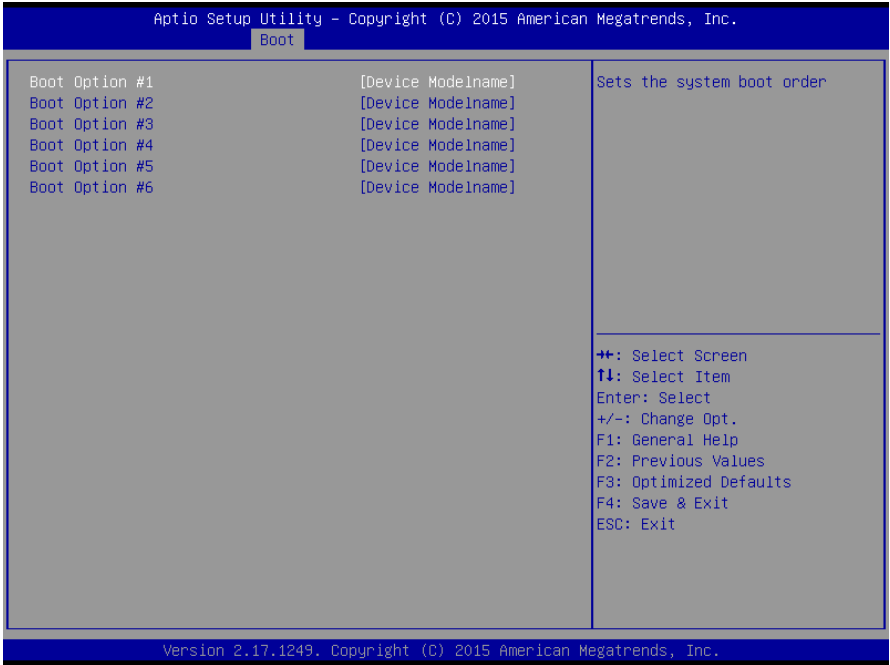 Aptio Setup Utility – Copyright (C) 2015 American Megatrends, Inc.
Boot
Boot Option #1 [Device Modelname]
Boot Option #2 [Device Modelname]
Boot Option #3 [Device Modelname]
Boot Option #4 [Device Modelname]
Boot Option #5 [Device Modelname]
Boot Option #6 [Device Modelname]
Sets the system boot order
→←: Select Screen
↑↓: Select Item
Enter: Select
+/-: Change Opt.
F1: General Help
F2: Previous Values
F3: Optimized Defaults
F4: Save & Exit
ESC: Exit
Version 2.17.1249. Copyright (C) 2015 American Megatrends, Inc.